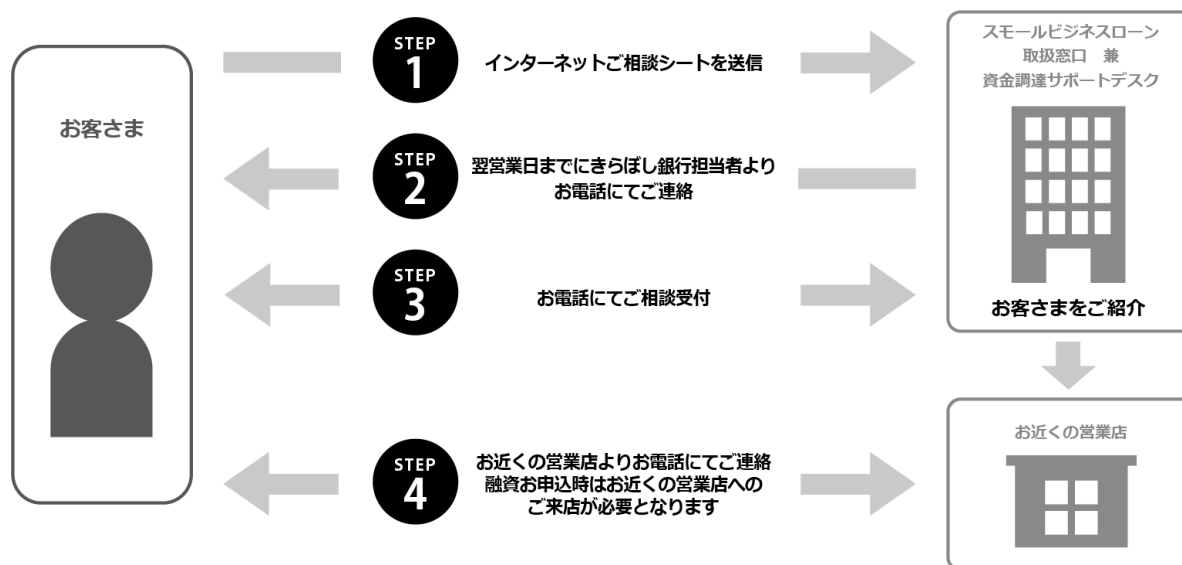 お客さま
STEP
1
インターネットご相談シートを送信
スモールビジネスローン
取扱窓口 兼
資金調達サポートデスク
STEP
2
翌営業日までにきらぼし銀行担当者より
お電話にてご連絡
STEP
3
お電話にてご相談受付
お客さまをご紹介
STEP
4
お近くの営業店よりお電話にてご連絡
融資お申込時はお近くの営業店への
ご来店が必要となります
お近くの営業店